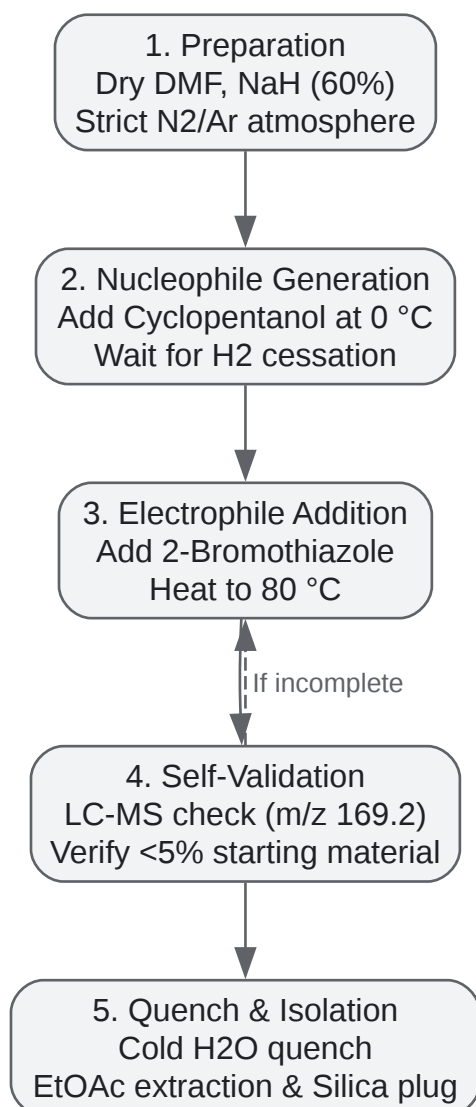 1. Preparation
Dry DMF, NaH (60%)
Strict N2/Ar atmosphere
2. Nucleophile Generation
Add Cyclopentanol at 0 °C
Wait for H2 cessation
3. Electrophile Addition
Add 2-Bromothiazole
Heat to 80 °C
If incomplete
4. Self-Validation
LC-MS check (m/z 169.2)
Verify <5% starting material
5. Quench & Isolation
Cold H2O quench
EtOAc extraction & Silica plug